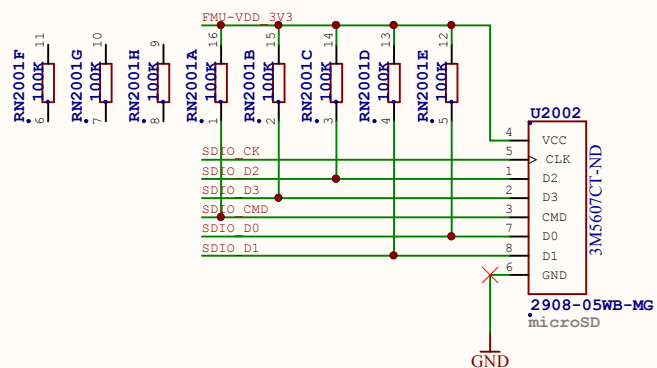 FMU-VDD_3V3
11 10 9 16 15 14 13 12
RN2001F 100K
RN2001G 100K
RN2001H 100K
RN2001A 100K
RN2001B 100K
RN2001C 100K
RN2001D 100K
RN2001E 100K
6 7 8 1 2 3 4 5
U2002
4 VCC
SDIO_CK 5 CLK
SDIO_D2 1 D2
SDIO_D3 2 D3
SDIO_CMD 3 CMD
SDIO_D0 7 D0
SDIO_D1 8 D1
6 GND
3M5607CT-ND
2908-05WB-MG
microSD
GND